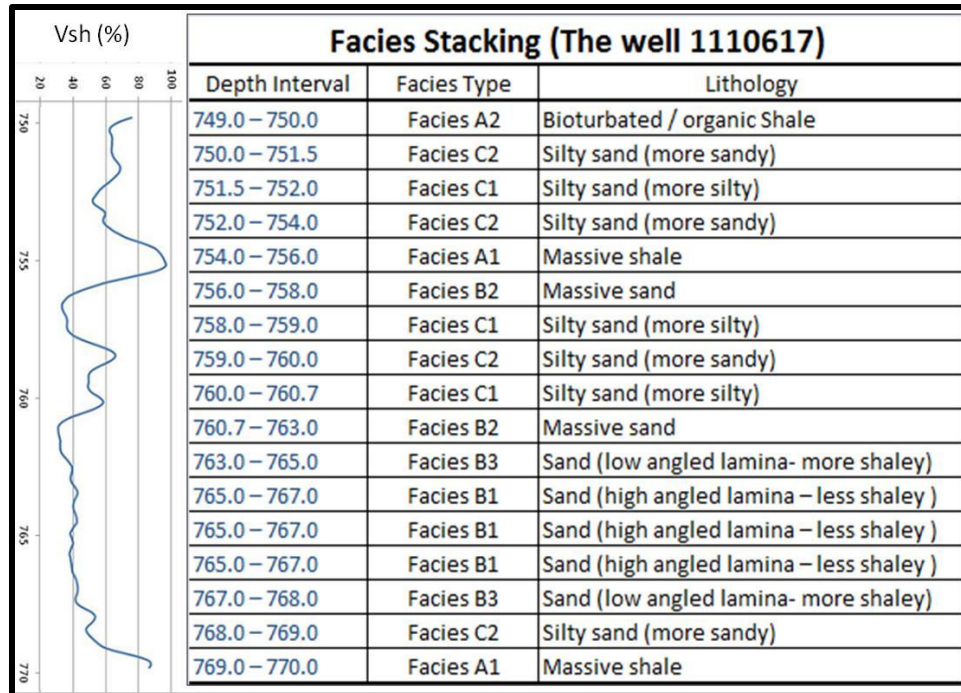 Vsh (%)
20 40 60 80 100
750
755
760
765
770
Facies Stacking (The well 1110617)
Depth Interval Facies Type Lithology
749.0 – 750.0 Facies A2 Bioturbated / organic Shale
750.0 – 751.5 Facies C2 Silty sand (more sandy)
751.5 – 752.0 Facies C1 Silty sand (more silty)
752.0 – 754.0 Facies C2 Silty sand (more sandy)
754.0 – 756.0 Facies A1 Massive shale
756.0 – 758.0 Facies B2 Massive sand
758.0 – 759.0 Facies C1 Silty sand (more silty)
759.0 – 760.0 Facies C2 Silty sand (more sandy)
760.0 – 760.7 Facies C1 Silty sand (more silty)
760.7 – 763.0 Facies B2 Massive sand
763.0 – 765.0 Facies B3 Sand (low angled lamina- more shaley)
765.0 – 767.0 Facies B1 Sand (high angled lamina – less shaley )
765.0 – 767.0 Facies B1 Sand (high angled lamina – less shaley )
765.0 – 767.0 Facies B1 Sand (high angled lamina – less shaley )
767.0 – 768.0 Facies B3 Sand (low angled lamina- more shaley)
768.0 – 769.0 Facies C2 Silty sand (more sandy)
769.0 – 770.0 Facies A1 Massive shale